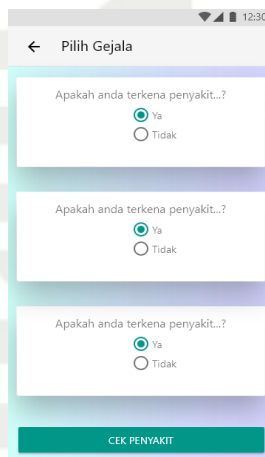 12:30
Pilih Gejala
Apakah anda terkena penyakit...?
Ya
Tidak
Apakah anda terkena penyakit...?
Ya
Tidak
Apakah anda terkena penyakit...?
Ya
Tidak
CEK PENYAKIT